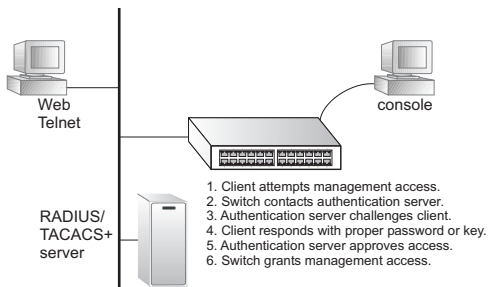 Web
Telnet
console
RADIUS/
TACACS+
server
1. Client attempts management access.
2. Switch contacts authentication server.
3. Authentication server challenges client.
4. Client responds with proper password or key.
5. Authentication server approves access.
6. Switch grants management access.